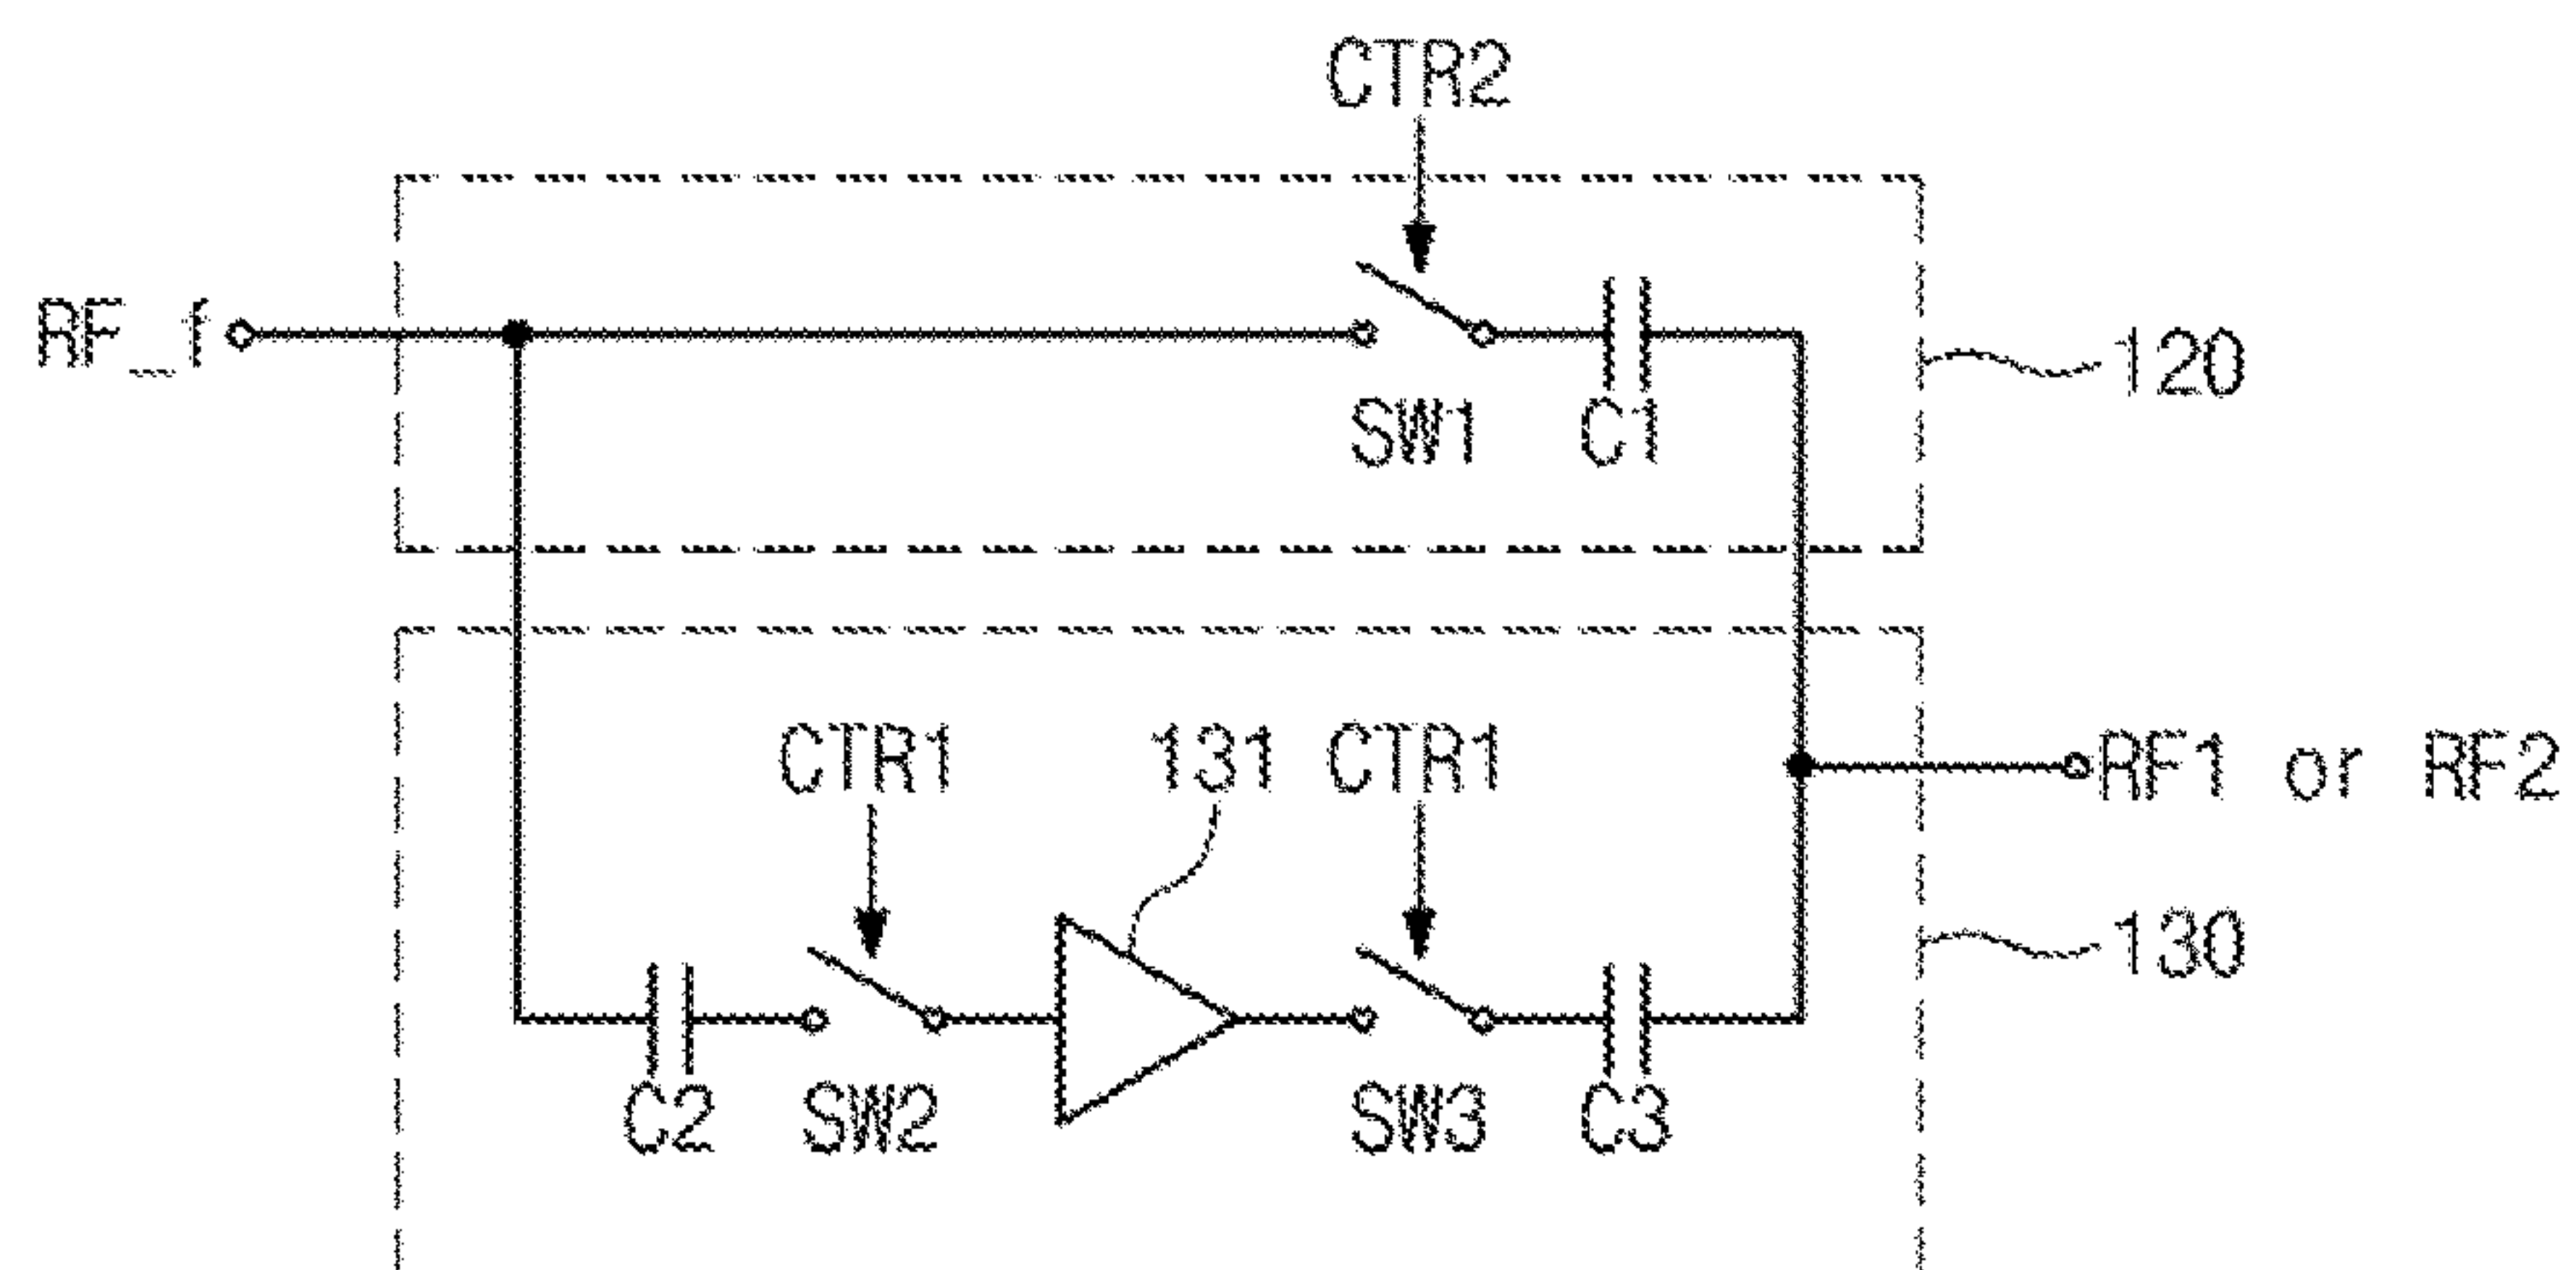 CTR2
RF_f
SW1
C1
120
CTR1
131
CTR1
RF1 or RF2
130
C2
SW2
SW3
C3